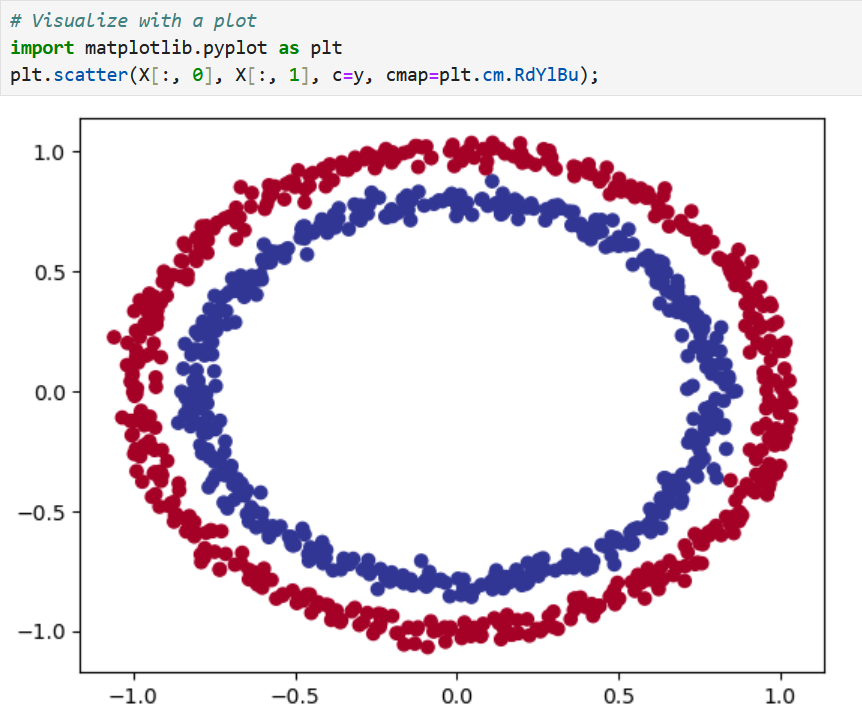 # Visualize with a plot
import matplotlib.pyplot as plt
plt.scatter(X[:, 0], X[:, 1], c=y, cmap=plt.cm.RdYlBu);
1.0
0.5
0.0
−0.5
−1.0
−1.0 −0.5 0.0 0.5 1.0